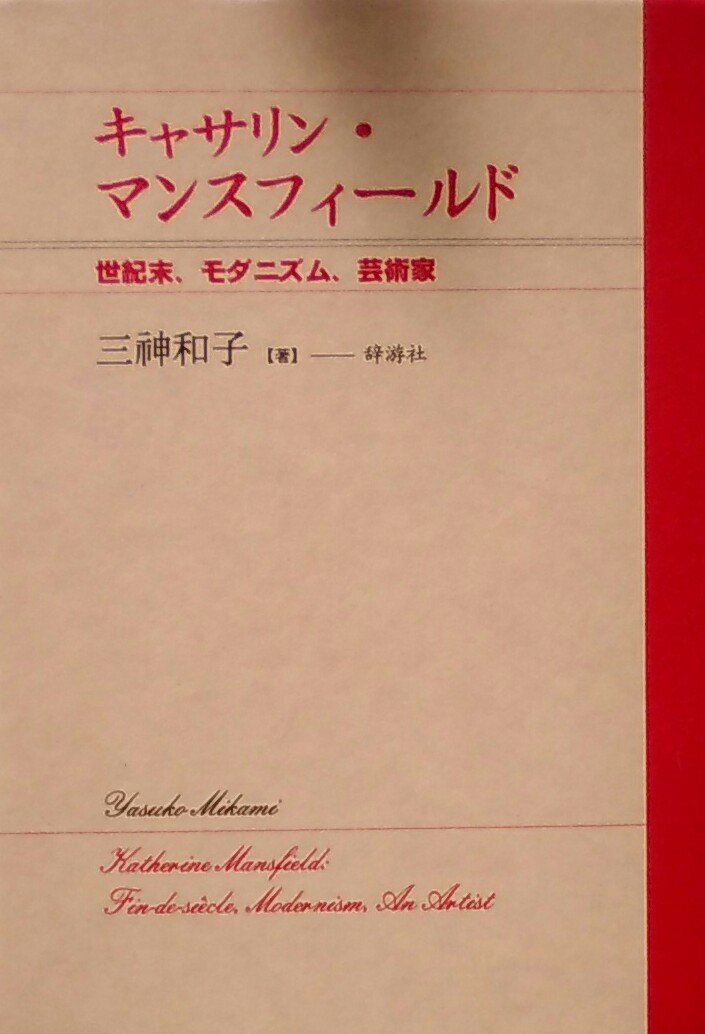 キャサリン・
マンスフィールド
世紀末、モダニズム、芸術家
三神和子【著】——辞游社
Yasuko Mikami
Katherine Mansfield:
Fin-de-siècle, Modernism, An Artist